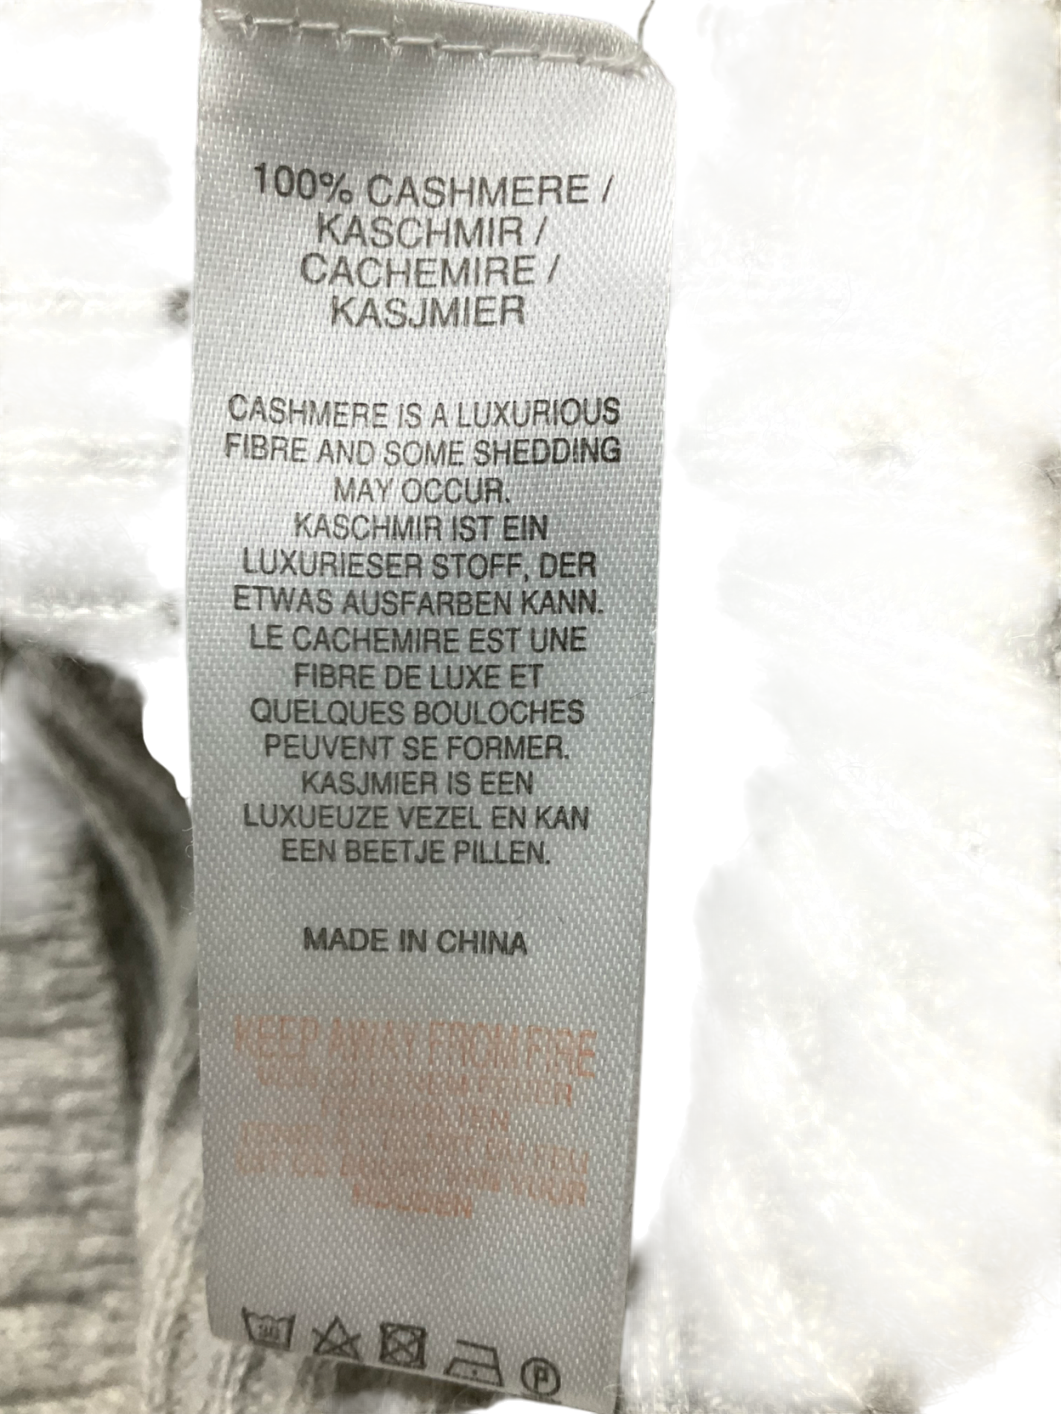 100% CASHMERE /
KASCHMIR /
CACHEMIRE /
KASJMIER
CASHMERE IS A LUXURIOUS
FIBRE AND SOME SHEDDING
MAY OCCUR.
KASCHMIR IST EIN
LUXURIESER STOFF, DER
ETWAS AUSFARBEN KANN.
LE CACHEMIRE EST UNE
FIBRE DE LUXE ET
QUELQUES BOULOCHES
PEUVENT SE FORMER.
KASJMIER IS EEN
LUXUEUZE VEZEL EN KAN
EEN BEETJE PILLEN.
MADE IN CHINA
KEEP AWAY FROM FIRE
HOUDEN
30
P